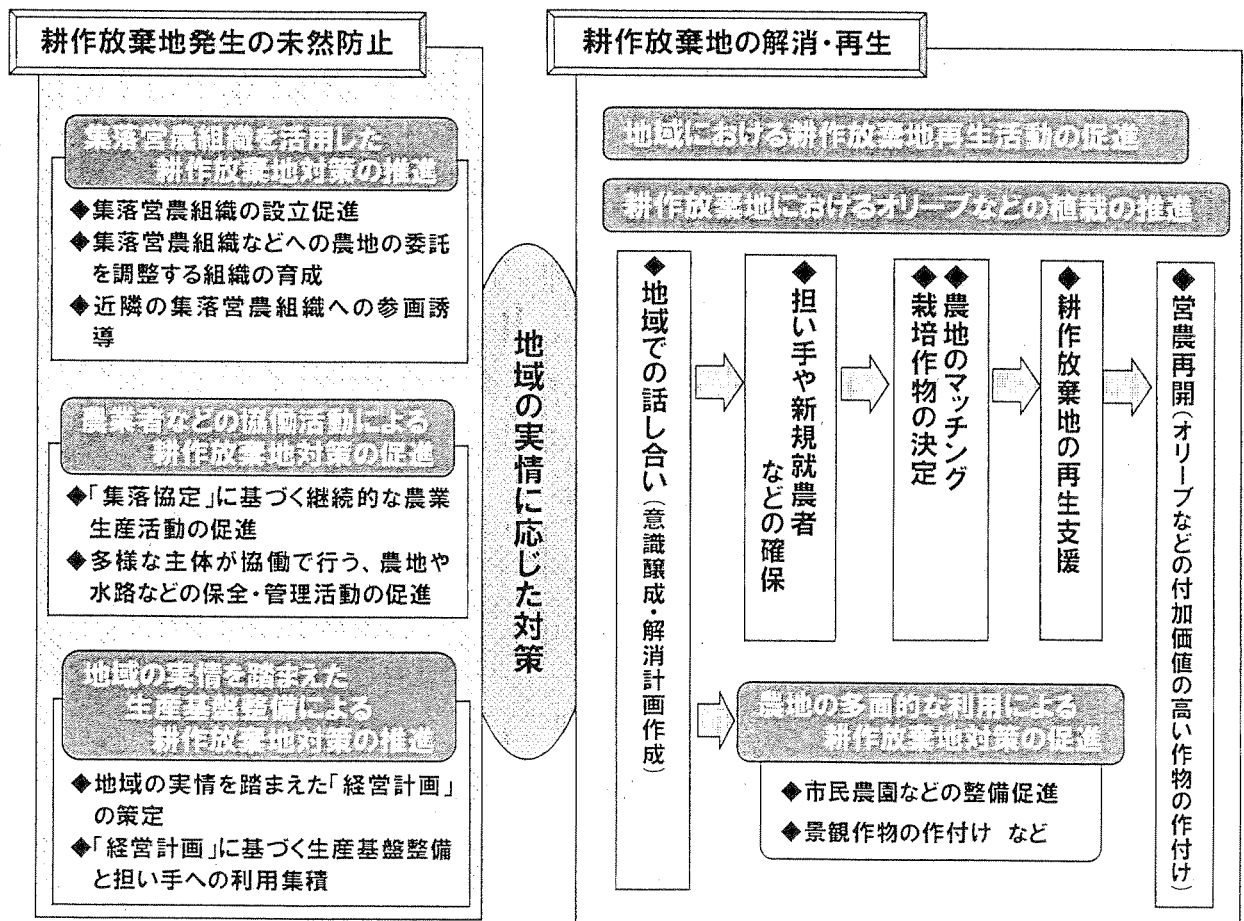 耕作放棄地発生の未然防止
集落営農組織を活用した
耕作放棄地対策の推進
◆集落営農組織の設立促進
◆集落営農組織などへの農地の委託
を調整する組織の育成
◆近隣の集落営農組織への参画誘
導
農業者などの協働活動による
耕作放棄地対策の促進
◆「集落協定」に基づく継続的な農業
生産活動の促進
◆多様な主体が協働で行う、農地や
水路などの保全・管理活動の促進
地域の実情を踏まえた
生産基盤整備による
耕作放棄地対策の推進
◆地域の実情を踏まえた「経営計画」
の策定
◆「経営計画」に基づく生産基盤整備
と担い手への利用集積
地域の実情に応じた対策
耕作放棄地の解消・再生
地域における耕作放棄地再生活動の促進
耕作放棄地におけるオリーブなどの植栽の推進
◆地域での話し合い(意識醸成・解消計画作成)
◆担い手や新規就農者
などの確保
◆農地のマッチング
◆栽培作物の決定
◆耕作放棄地の再生支援
◆営農再開(オリーブなどの付加価値の高い作物の作付け)
農地の多面的な利用による
耕作放棄地対策の促進
◆市民農園などの整備促進
◆景観作物の作付け など